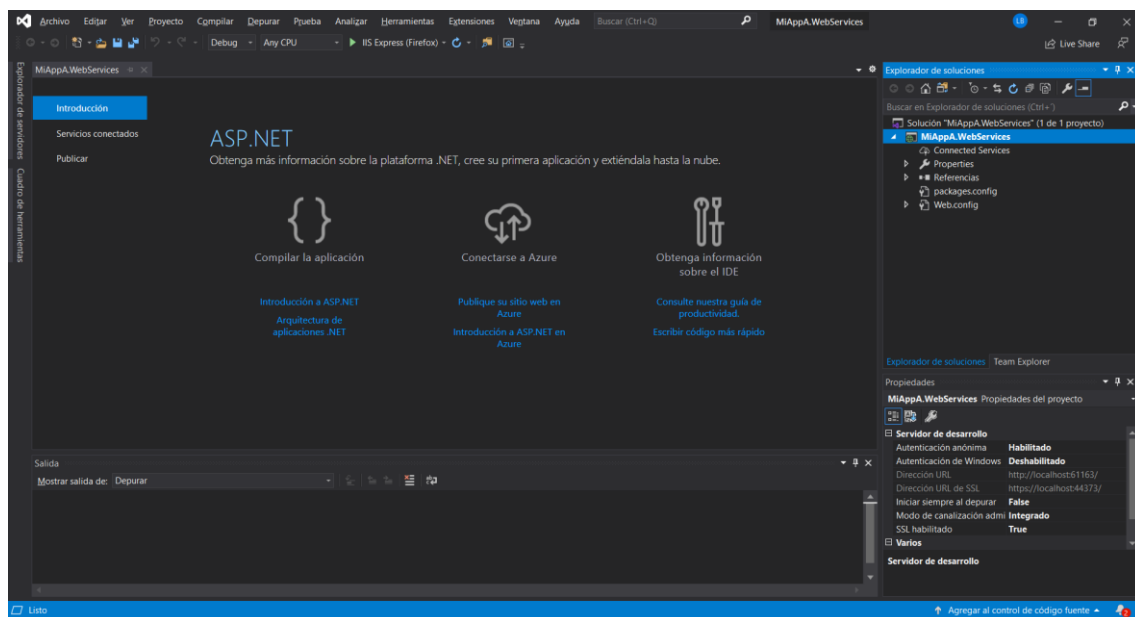 Archivo Editar Ver Proyecto Compilar Depurar Prueba Analizar Herramientas Extensiones Ventana Ayuda Buscar (Ctrl+Q) MiAppA.WebServices LB
Debug Any CPU IIS Express (Firefox) Live Share
Explorador de servidores
Cuadro de herramientas
MiAppA.WebServices
Introducción
Servicios conectados
Publicar
ASP.NET
Obtenga más información sobre la plataforma .NET, cree su primera aplicación y extiéndala hasta la nube.
Compilar la aplicación
Introducción a ASP.NET
Arquitectura de
aplicaciones .NET
Conectarse a Azure
Publique su sitio web en
Azure
Introducción a ASP.NET en
Azure
Obtenga información
sobre el IDE
Consulte nuestra guía de
productividad.
Escribir código más rápido
Salida
Mostrar salida de: Depurar
Explorador de soluciones
Buscar en Explorador de soluciones (Ctrl+´)
Solución "MiAppA.WebServices" (1 de 1 proyecto)
MiAppA.WebServices
Connected Services
Properties
Referencias
packages.config
Web.config
Explorador de soluciones Team Explorer
Propiedades
MiAppA.WebServices Propiedades del proyecto
Servidor de desarrollo
Autenticación anónima Habilitado
Autenticación de Windows Deshabilitado
Dirección URL http://localhost:61163/
Dirección URL de SSL https://localhost:44373/
Iniciar siempre al depurar False
Modo de canalización admi Integrado
SSL habilitado True
Varios
Servidor de desarrollo
Listo Agregar al control de código fuente 2